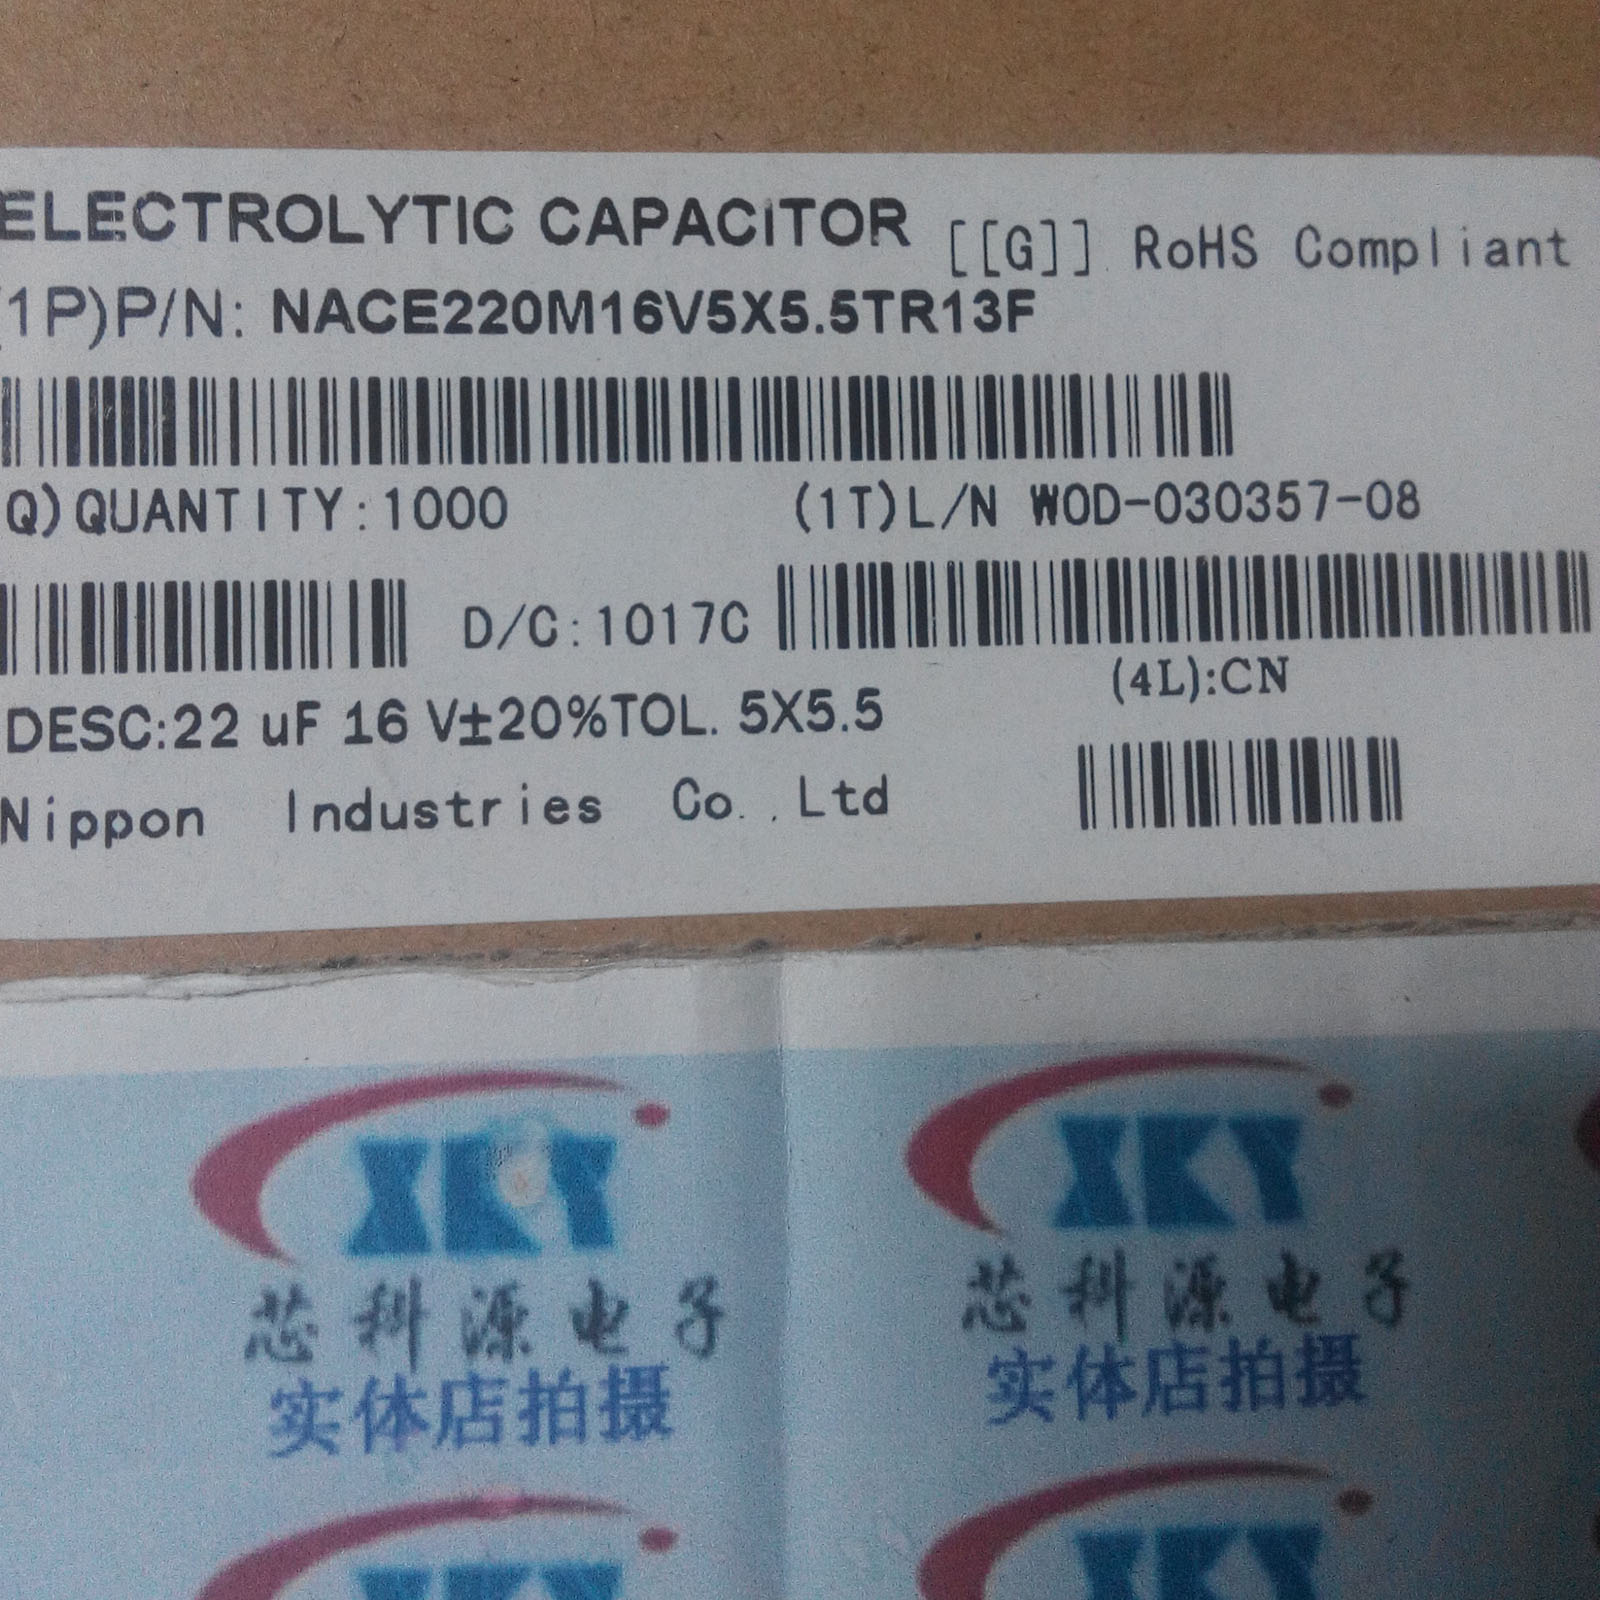 ELECTROLYTIC CAPACITOR [[G]] RoHS Compliant
(1P)P/N: NACE220M16V5X5.5TR13F
Q)QUANTITY:1000 (1T)L/N WOD-030357-08
D/C:1017C
(4L):CN
DESC:22 uF 16 V±20%TOL. 5X5.5
Nippon Industries Co.,Ltd
XKY XKY
芯科源电子 芯科源电子
实体店拍摄 实体店拍摄
XKY XKY